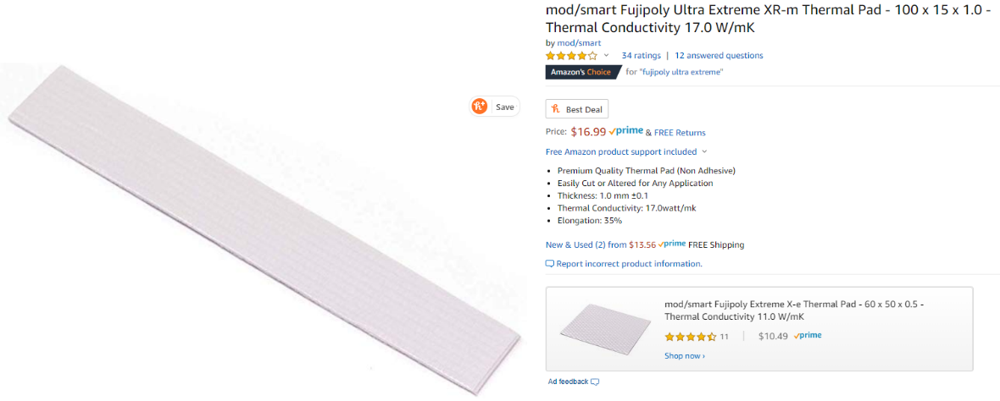 mod/smart Fujipoly Ultra Extreme XR-m Thermal Pad - 100 x 15 x 1.0 -
Thermal Conductivity 17.0 W/mK
by mod/smart
34 ratings | 12 answered questions
Amazon's Choice for "fujipoly ultra extreme"
Save
Best Deal
Price: $16.99 prime & FREE Returns
Free Amazon product support included
• Premium Quality Thermal Pad (Non Adhesive)
• Easily Cut or Altered for Any Application
• Thickness: 1.0 mm ±0.1
• Thermal Conductivity: 17.0watt/mk
• Elongation: 35%
New & Used (2) from $13.56 prime FREE Shipping
Report incorrect product information.
mod/smart Fujipoly Extreme X-e Thermal Pad - 60 x 50 x 0.5 -
Thermal Conductivity 11.0 W/mK
11 | $10.49 prime
Shop now ›
Ad feedback